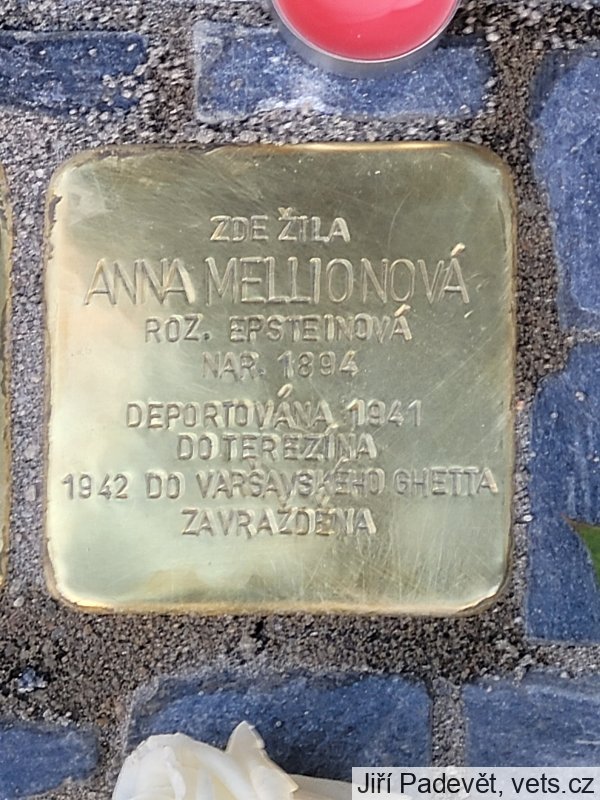 ZDE ŽILA
ANNA MELLIONOVÁ
ROZ. EPSTEINOVÁ
NAR. 1894
DEPORTOVÁNA 1941
DO TEREZÍNA
1942 DO VARŠAVSKÉHO GHETTA
ZAVRAŽDĚNA
Jiří Padevět, vets.cz